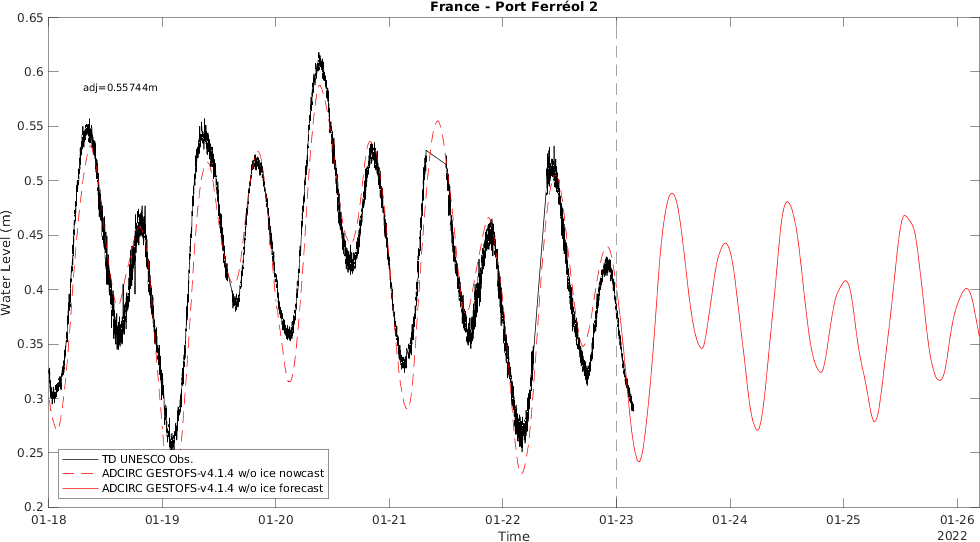 France - Port Ferréol 2
0.65
0.6
0.55
0.5
0.45
0.4
0.35
0.3
0.25
0.2
Water Level (m)
adj=0.55744m
TD UNESCO Obs.
ADCIRC GESTOFS-v4.1.4 w/o ice nowcast
ADCIRC GESTOFS-v4.1.4 w/o ice forecast
01-18 01-19 01-20 01-21 01-22 01-23 01-24 01-25 01-26
Time
2022